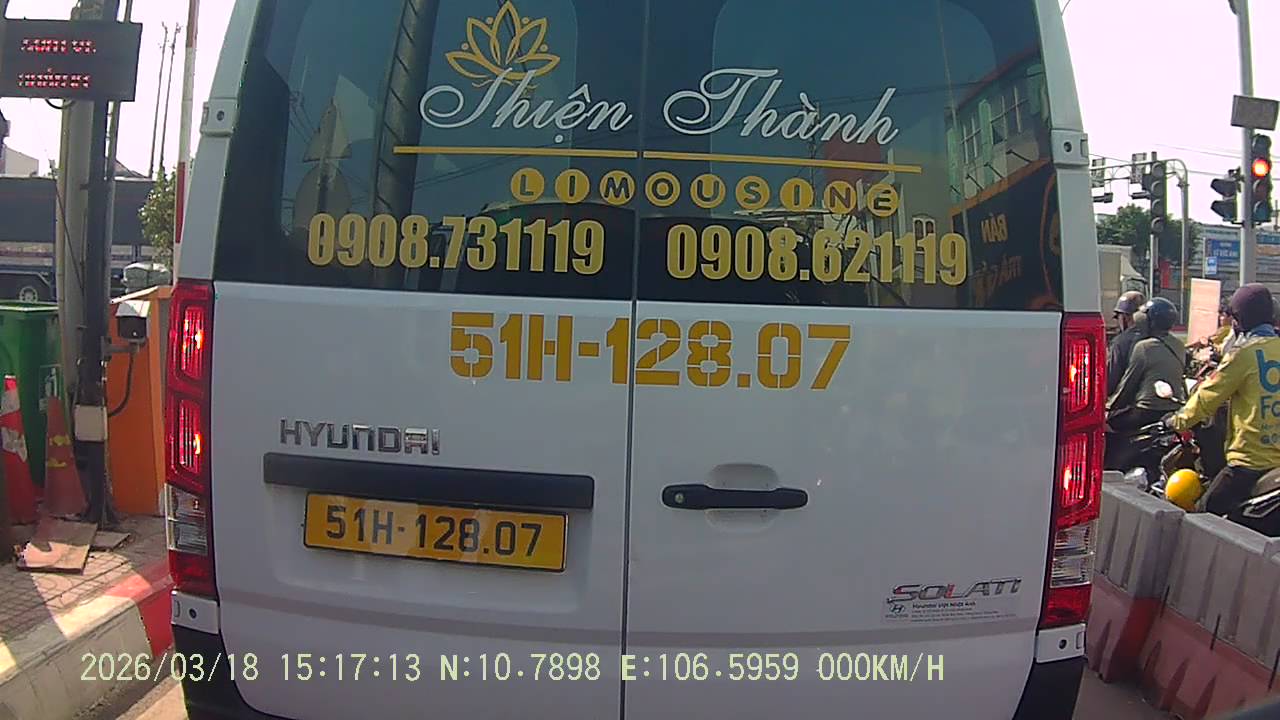 Thiện Thành
LIMOUSINE
0908.731119 0908.621119
51H-128.07
HYUNDAI
51H-128.07
SOLATI
BÁN
2026/03/18 15:17:13 N:10.7898 E:106.5959 000KM/H